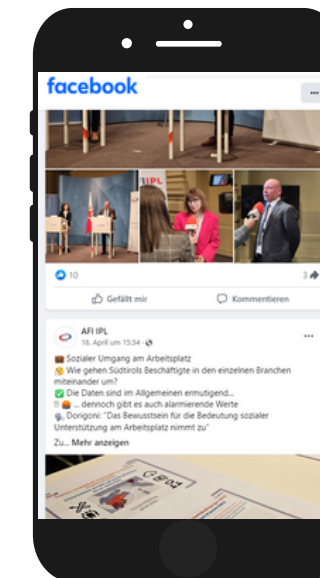 facebook
...
IPL
10
3
Gefällt mir
Kommentieren
AFI IPL
18. April um 15:34 ·
...
Sozialer Umgang am Arbeitsplatz
Wie gehen Südtirols Beschäftigte in den einzelnen Branchen
miteinander um?
Die Daten sind im Allgemeinen ermutigend...
‼ ... dennoch gibt es auch alarmierende Werte
Dorigoni: "Das Bewusstsein für die Bedeutung sozialer
Unterstützung am Arbeitsplatz nimmt zu"
Zu... Mehr anzeigen